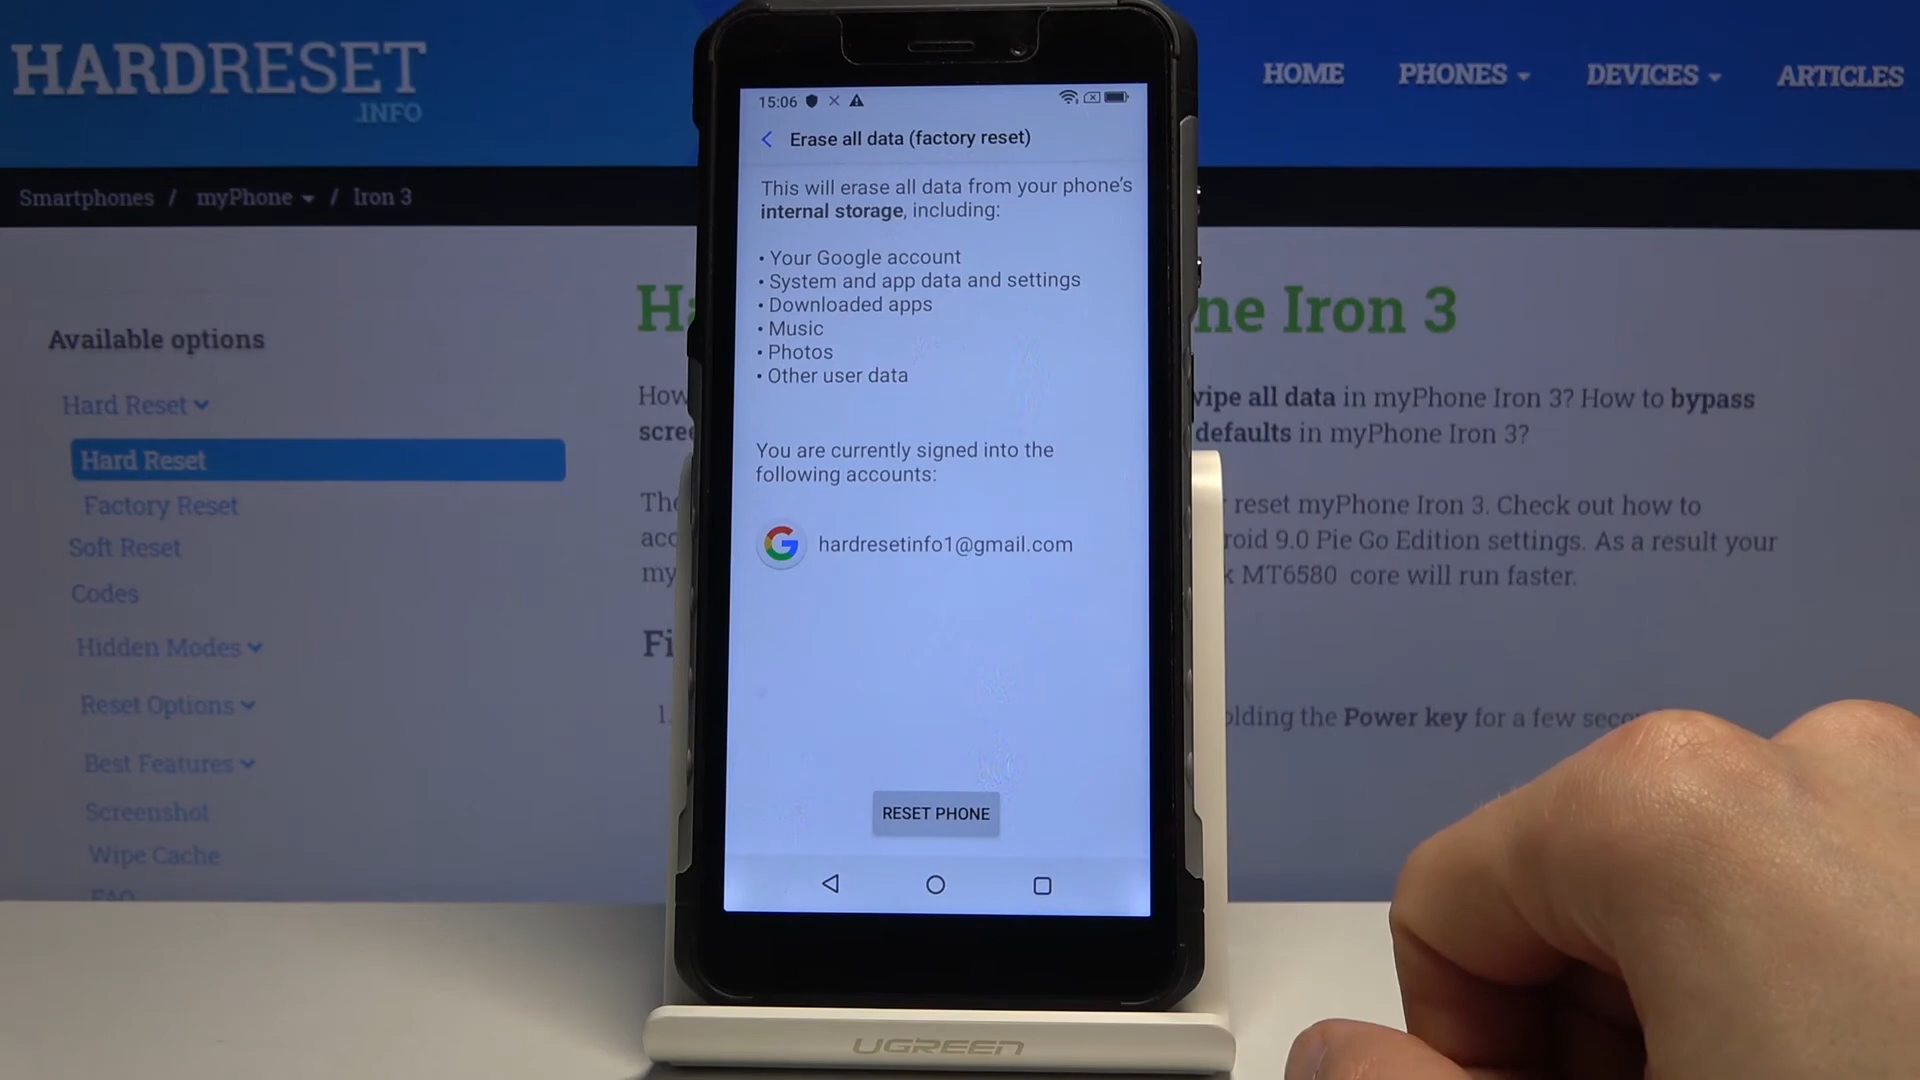 HARDRESET
.INFO
HOME
PHONES
DEVICES
ARTICLES
Smartphones / myPhone / Iron 3
Available options
Hard Reset
Hard Reset
Factory Reset
Soft Reset
Codes
Hidden Modes
Reset Options
Best Features
Screenshot
Wipe Cache
FAQ
15:06
Erase all data (factory reset)
This will erase all data from your phone's
internal storage, including:
• Your Google account
• System and app data and settings
• Downloaded apps
• Music
• Photos
• Other user data
You are currently signed into the
following accounts:
hardresetinfo1@gmail.com
RESET PHONE
Iron 3
How
wipe all data in myPhone Iron 3? How to bypass
defaults in myPhone Iron 3?
reset myPhone Iron 3. Check out how to
9.0 Pie Go Edition settings. As a result your
my
MT6580 core will run faster.
1.
holding the Power key for a few
UGREEN